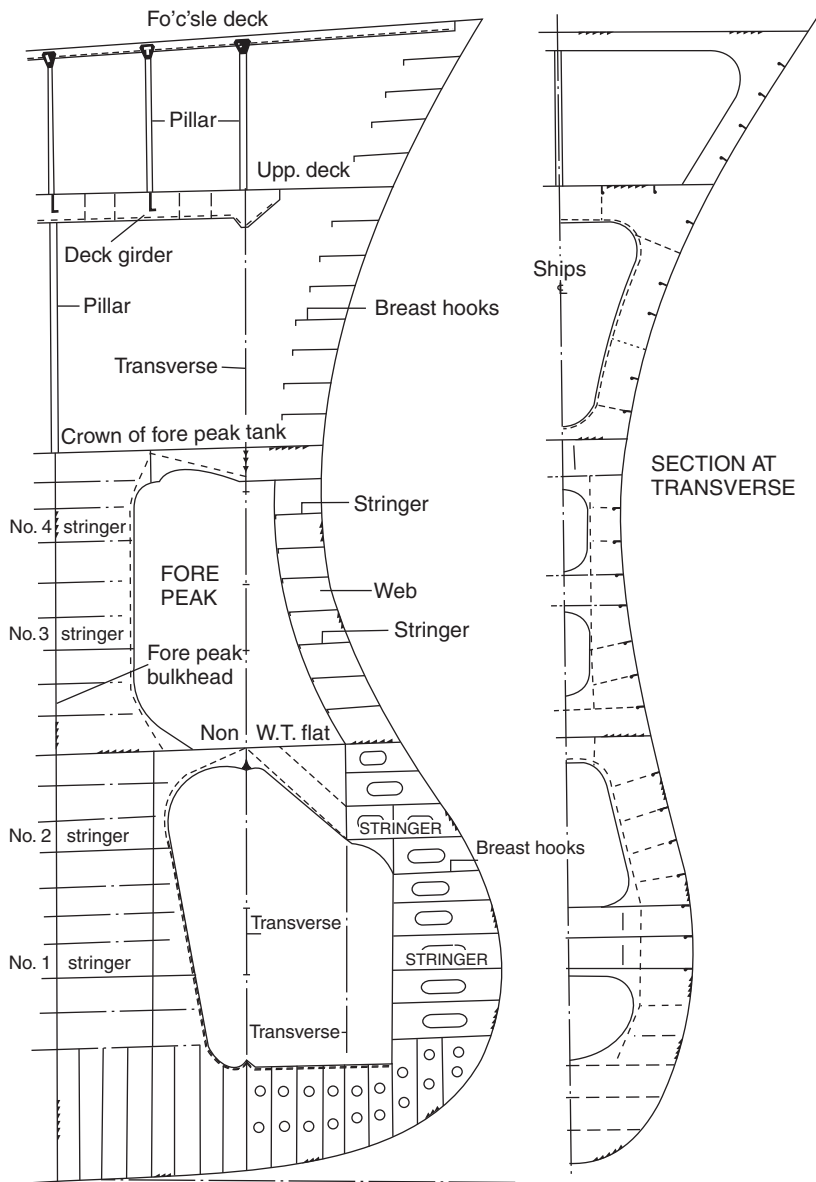 Fo'c'sle deck
Pillar
Upp. deck
Deck girder
Ships
℄
Pillar
Breast hooks
Transverse
Crown of fore peak tank
SECTION AT
TRANSVERSE
No. 4 stringer
Stringer
FORE
PEAK
Web
No.3 stringer
Stringer
Fore peak
bulkhead
Non W.T. flat
No. 2 stringer
STRINGER
Breast hooks
Transverse
No. 1 stringer
STRINGER
Transverse